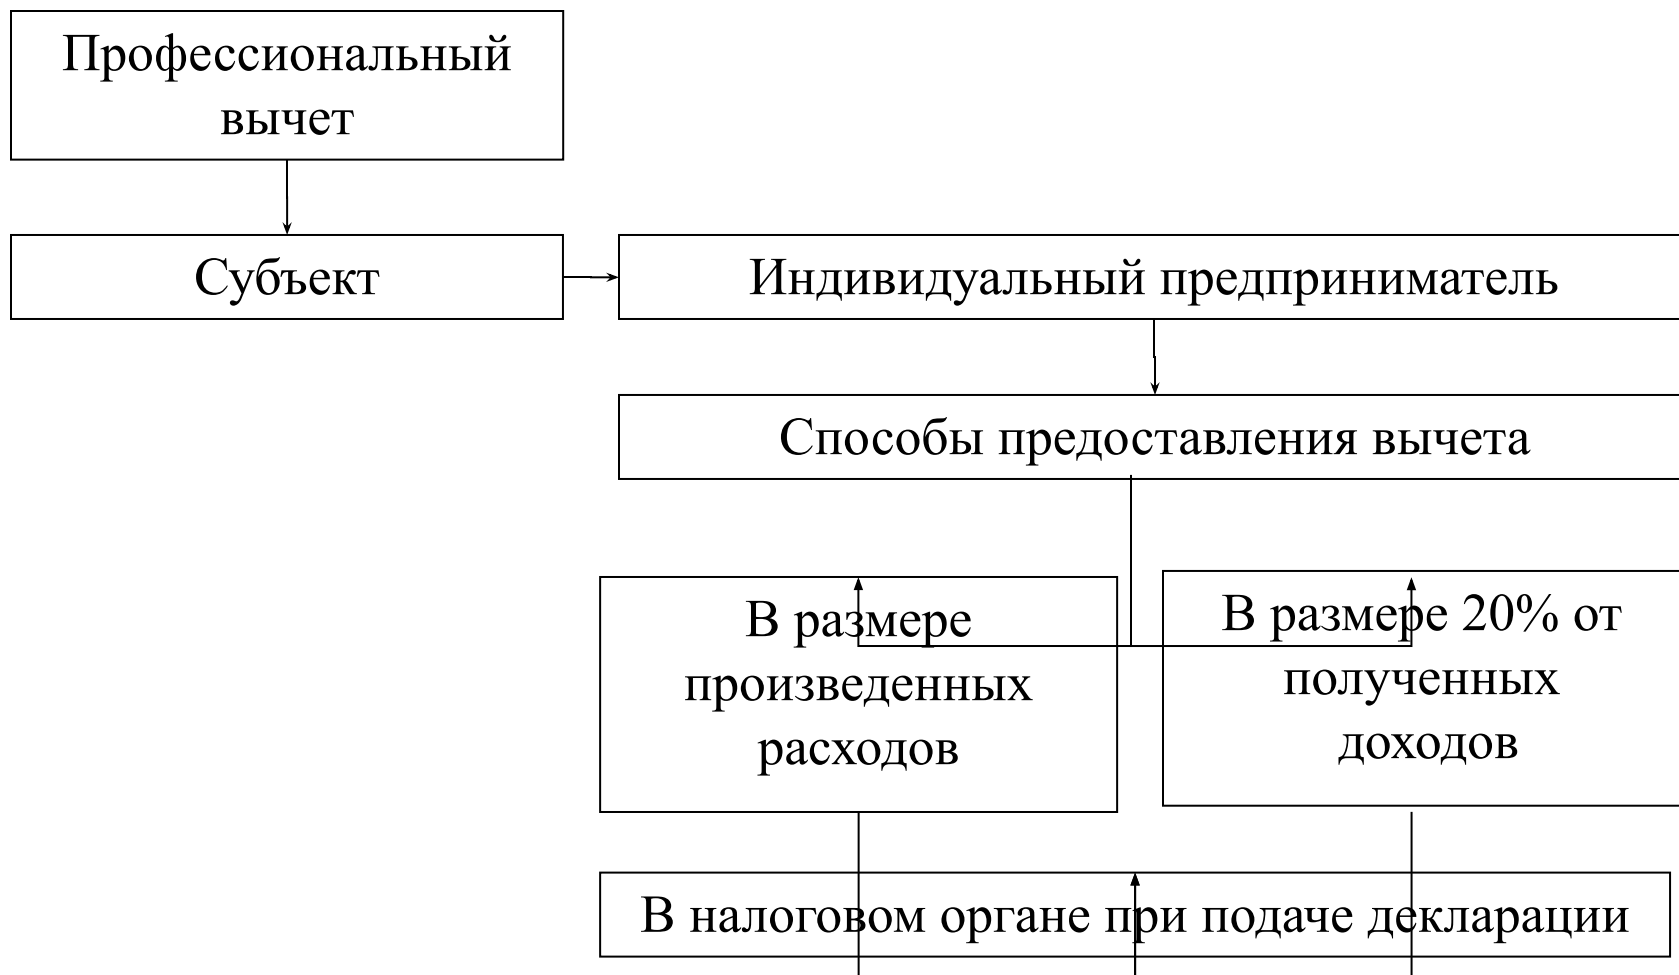 Профессиональный
вычет
Субъект
Индивидуальный предприниматель
Способы предоставления вычета
В размере
произведенных
расходов
В размере 20% от
полученных
доходов
В налоговом органе при подаче декларации